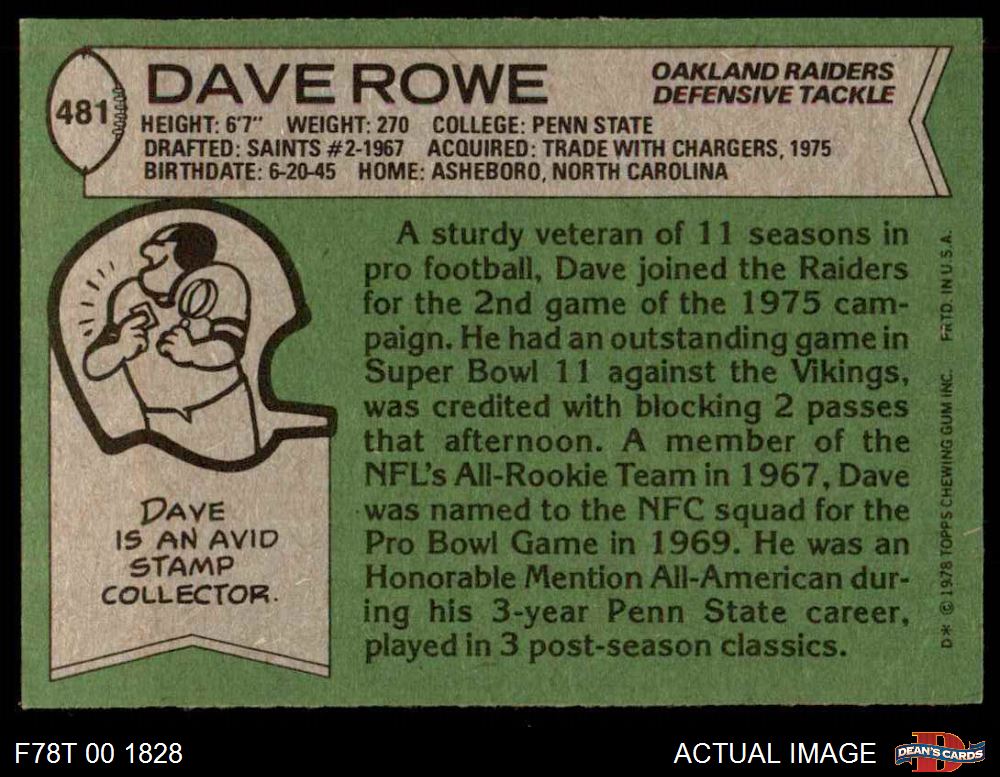 481
DAVE ROWE
OAKLAND RAIDERS
DEFENSIVE TACKLE
HEIGHT: 6'7" WEIGHT: 270 COLLEGE: PENN STATE
DRAFTED: SAINTS #2-1967 ACQUIRED: TRADE WITH CHARGERS, 1975
BIRTHDATE: 6-20-45 HOME: ASHEBORO, NORTH CAROLINA
A sturdy veteran of 11 seasons in
pro football, Dave joined the Raiders
for the 2nd game of the 1975 cam-
paign. He had an outstanding game in
Super Bowl 11 against the Vikings,
was credited with blocking 2 passes
that afternoon. A member of the
NFL's All-Rookie Team in 1967, Dave
was named to the NFC squad for the
Pro Bowl Game in 1969. He was an
Honorable Mention All-American dur-
ing his 3-year Penn State career,
played in 3 post-season classics.
DAVE
IS AN AVID
STAMP
COLLECTOR.
D* © 1978 TOPPS CHEWING GUM INC. PRTD. IN U.S.A.
F78T 00 1828
ACTUAL IMAGE
D
DEAN'S CARDS